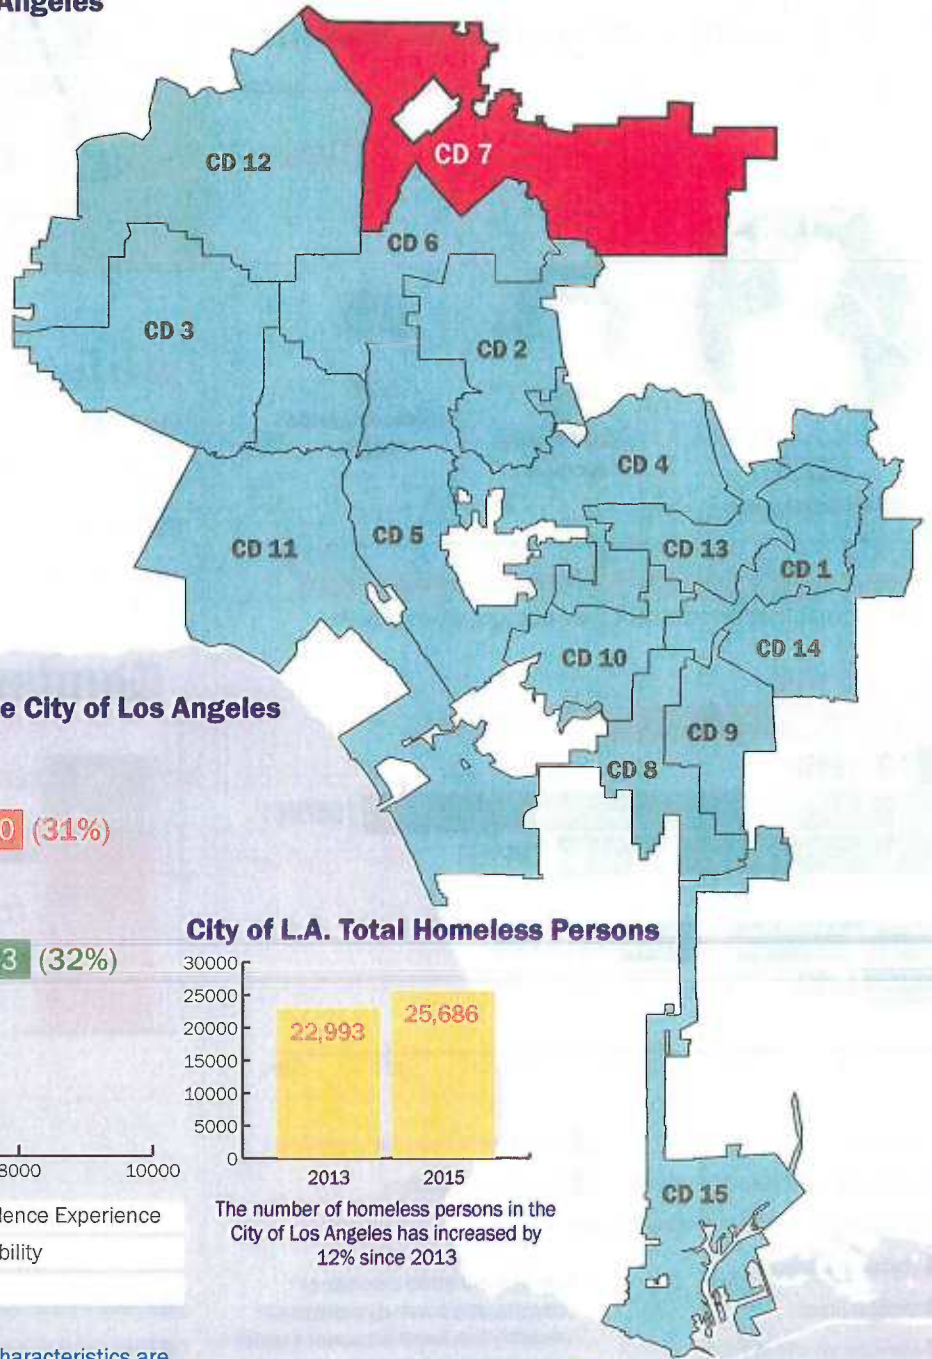 Angeles
CD 7
CD 12
CD 6
CD 3
CD 2
CD 4
CD 5
CD 13
CD 11
CD 1
CD 14
CD 10
CD 9
CD 8
CD 15
e City of Los Angeles
0 (31%)
3 (32%)
8000
10000
lence Experience
bility
haracteristics are
City of L.A. Total Homeless Persons
30000
25000
20000
15000
10000
5000
0
22,993
25,686
2013
2015
The number of homeless persons in the
City of Los Angeles has increased by
12% since 2013